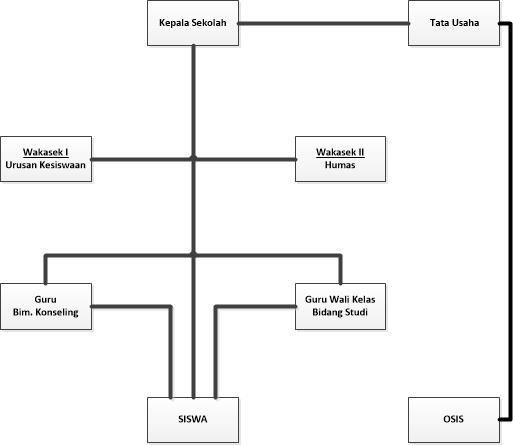 Kepala Sekolah
Tata Usaha
Wakasek I
Urusan Kesiswaan
Wakasek II
Humas
Guru
Bim. Konseling
Guru Wali Kelas
Bidang Studi
SISWA
OSIS